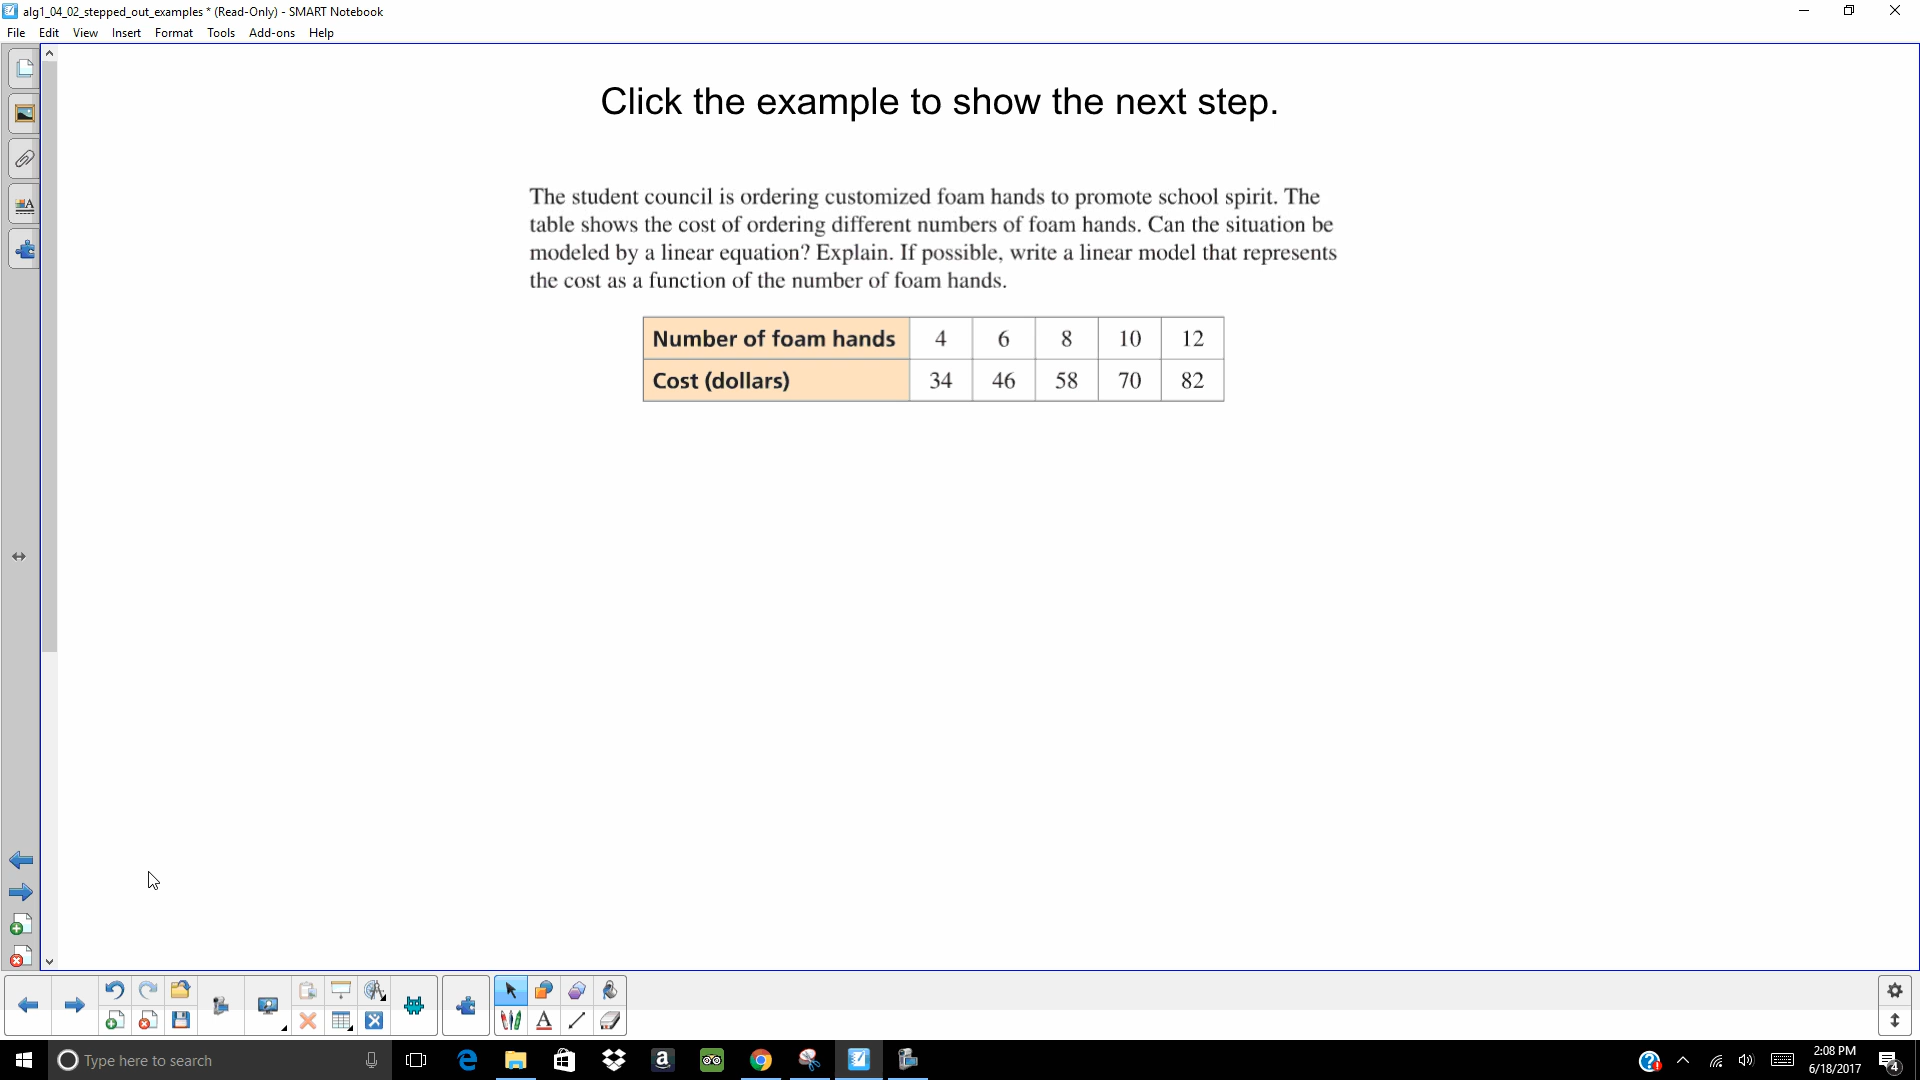 alg1_04_02_stepped_out_examples * (Read-Only) - SMART Notebook
File Edit View Insert Format Tools Add-ons Help
Click the example to show the next step.
The student council is ordering customized foam hands to promote school spirit. The
table shows the cost of ordering different numbers of foam hands. Can the situation be
modeled by a linear equation? Explain. If possible, write a linear model that represents
the cost as a function of the number of foam hands.
Number of foam hands 4 6 8 10 12
Cost (dollars) 34 46 58 70 82
Type here to search
2:08 PM
6/18/2017
4